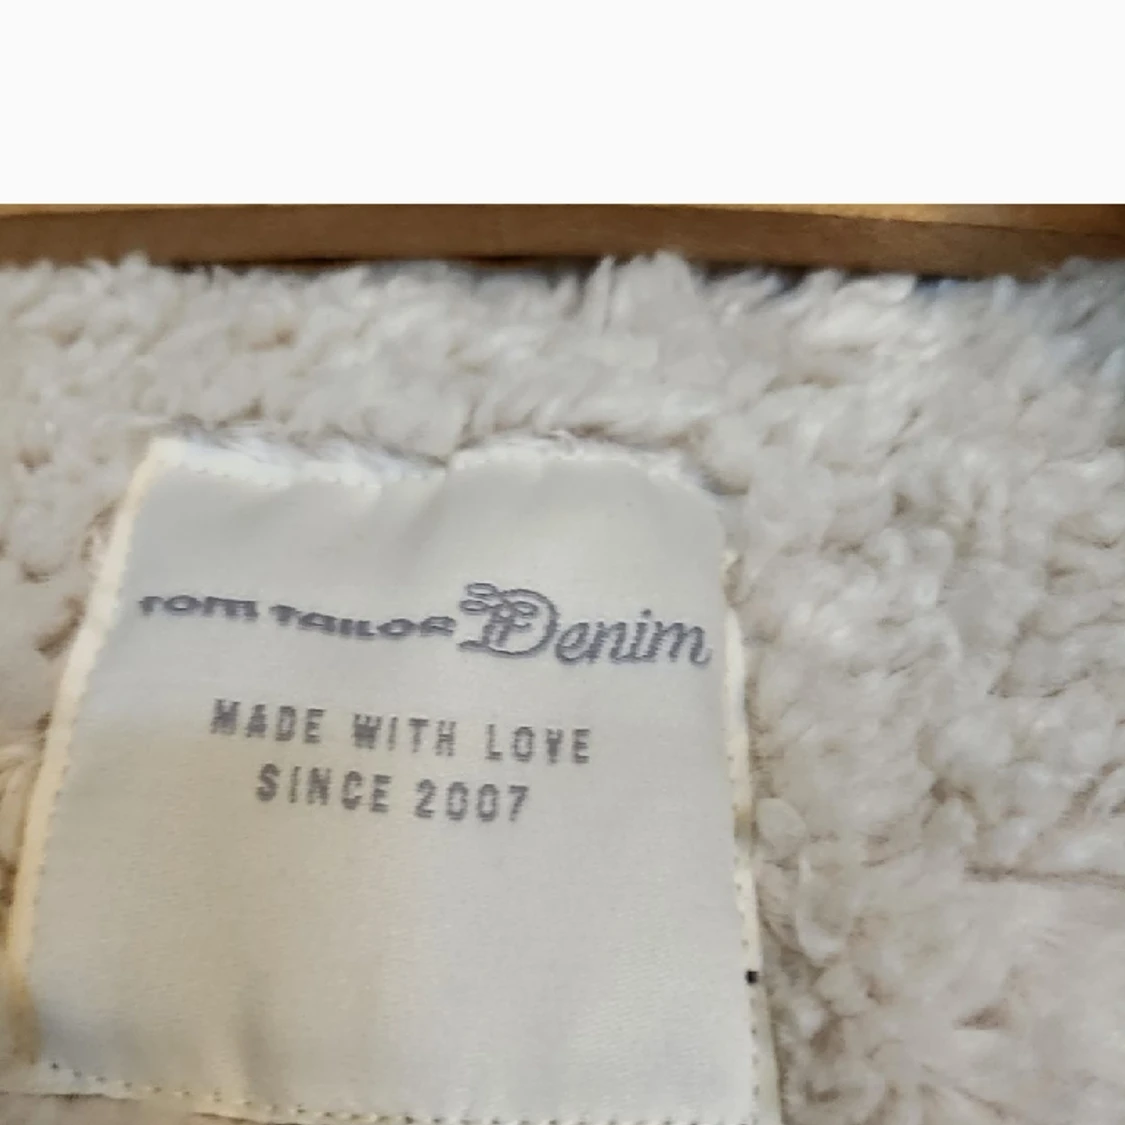 TOM TAILOR Denim
MADE WITH LOVE
SINCE 2007